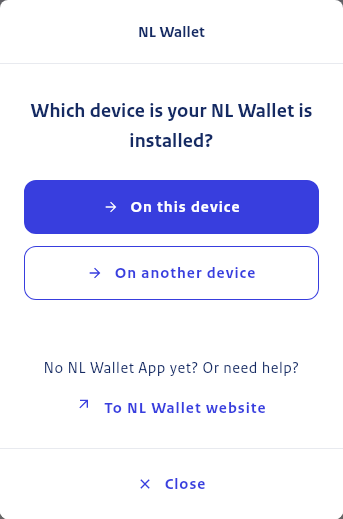 NL Wallet
Which device is your NL Wallet is
installed?
On this device
On another device
No NL Wallet App yet? Or need help?
To NL Wallet website
Close